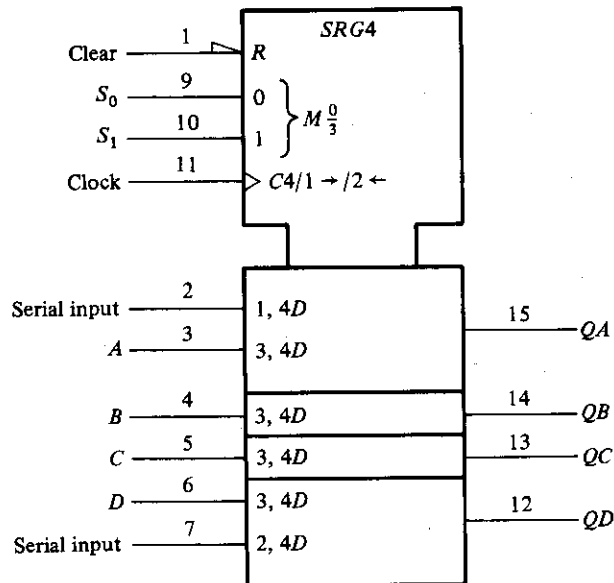 SRG4
Clear 1 R
S0 9 0
M 0/3
S1 10 1
Clock 11 C4/1 → /2 ←
Serial input 2 1, 4D
15 QA
A 3 3, 4D
B 4 3, 4D 14 QB
C 5 3, 4D 13 QC
D 6 3, 4D
12 QD
Serial input 7 2, 4D